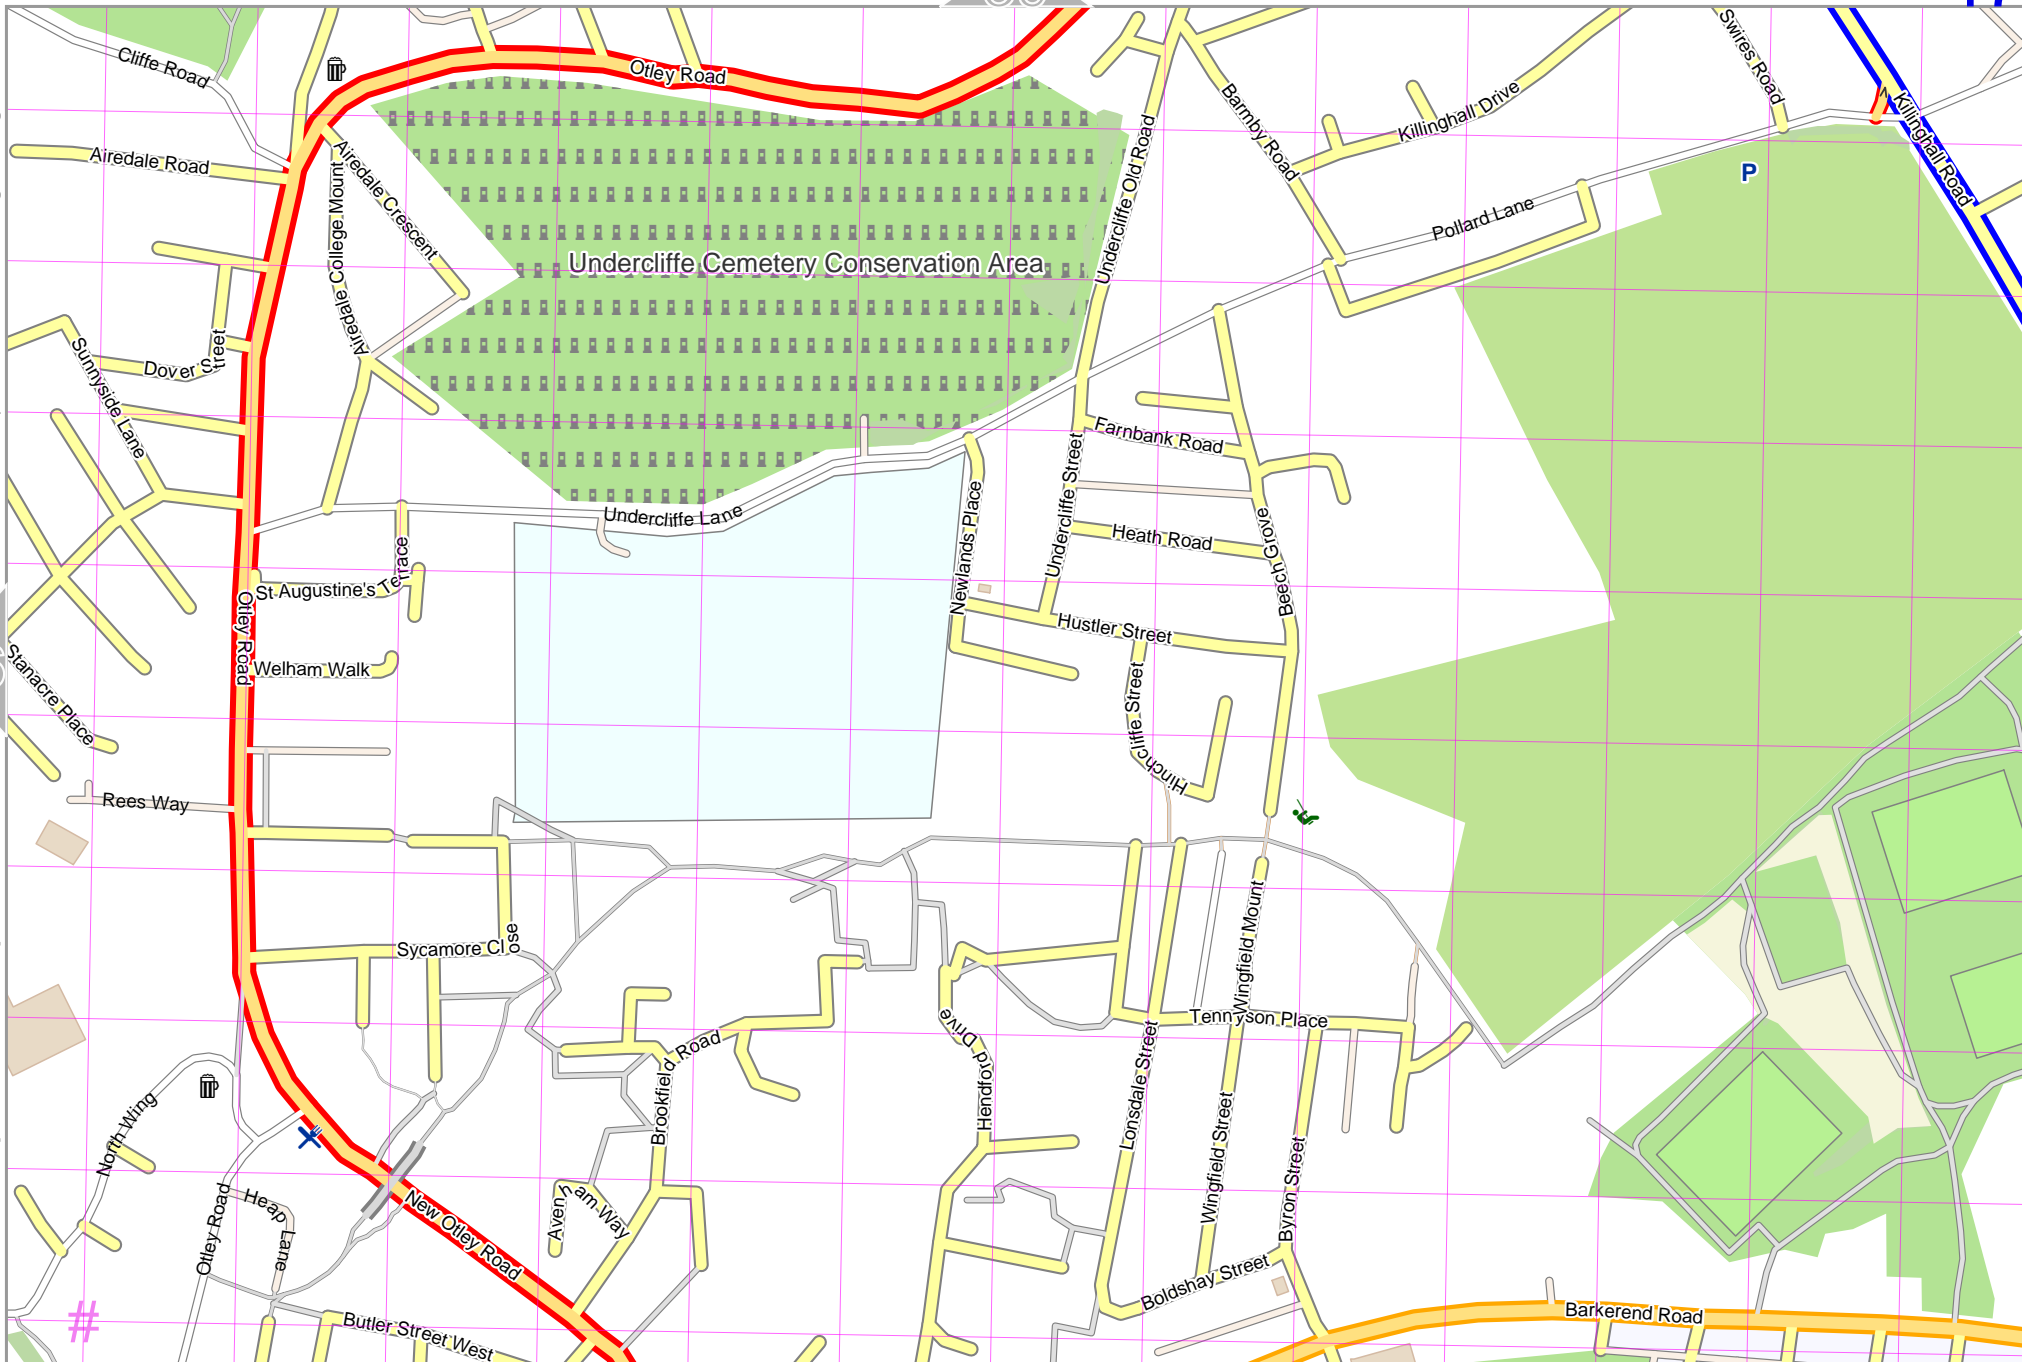 Cliffe Road
Otley Road
Swires Road
Killinghall Road
Barmby Road
Killinghall Drive
Airedale Road
Airedale Crescent
Airedale College Mount
Undercliffe Old Road
P
Pollard Lane
Undercliffe Cemetery Conservation Area
Dover Street
Sunnyside Lane
Farnbank Road
Undercliffe Street
Undercliffe Lane
Newlands Place
Heath Road
Beech Grove
St Augustine's Terrace
Otley Road
Hustler Street
Welham Walk
Stanacre Place
Hinchcliffe Street
Rees Way
Sycamore Close
Wingfield Mount
Tennyson Place
Hendford Drive
Brookfield Road
Lonsdale Street
North Wing
Wingfield Street
Byron Street
Heap Lane
Otley Road
New Otley Road
Avenham Way
Boldshay Street
Barkerend Road
Butler Street West
#